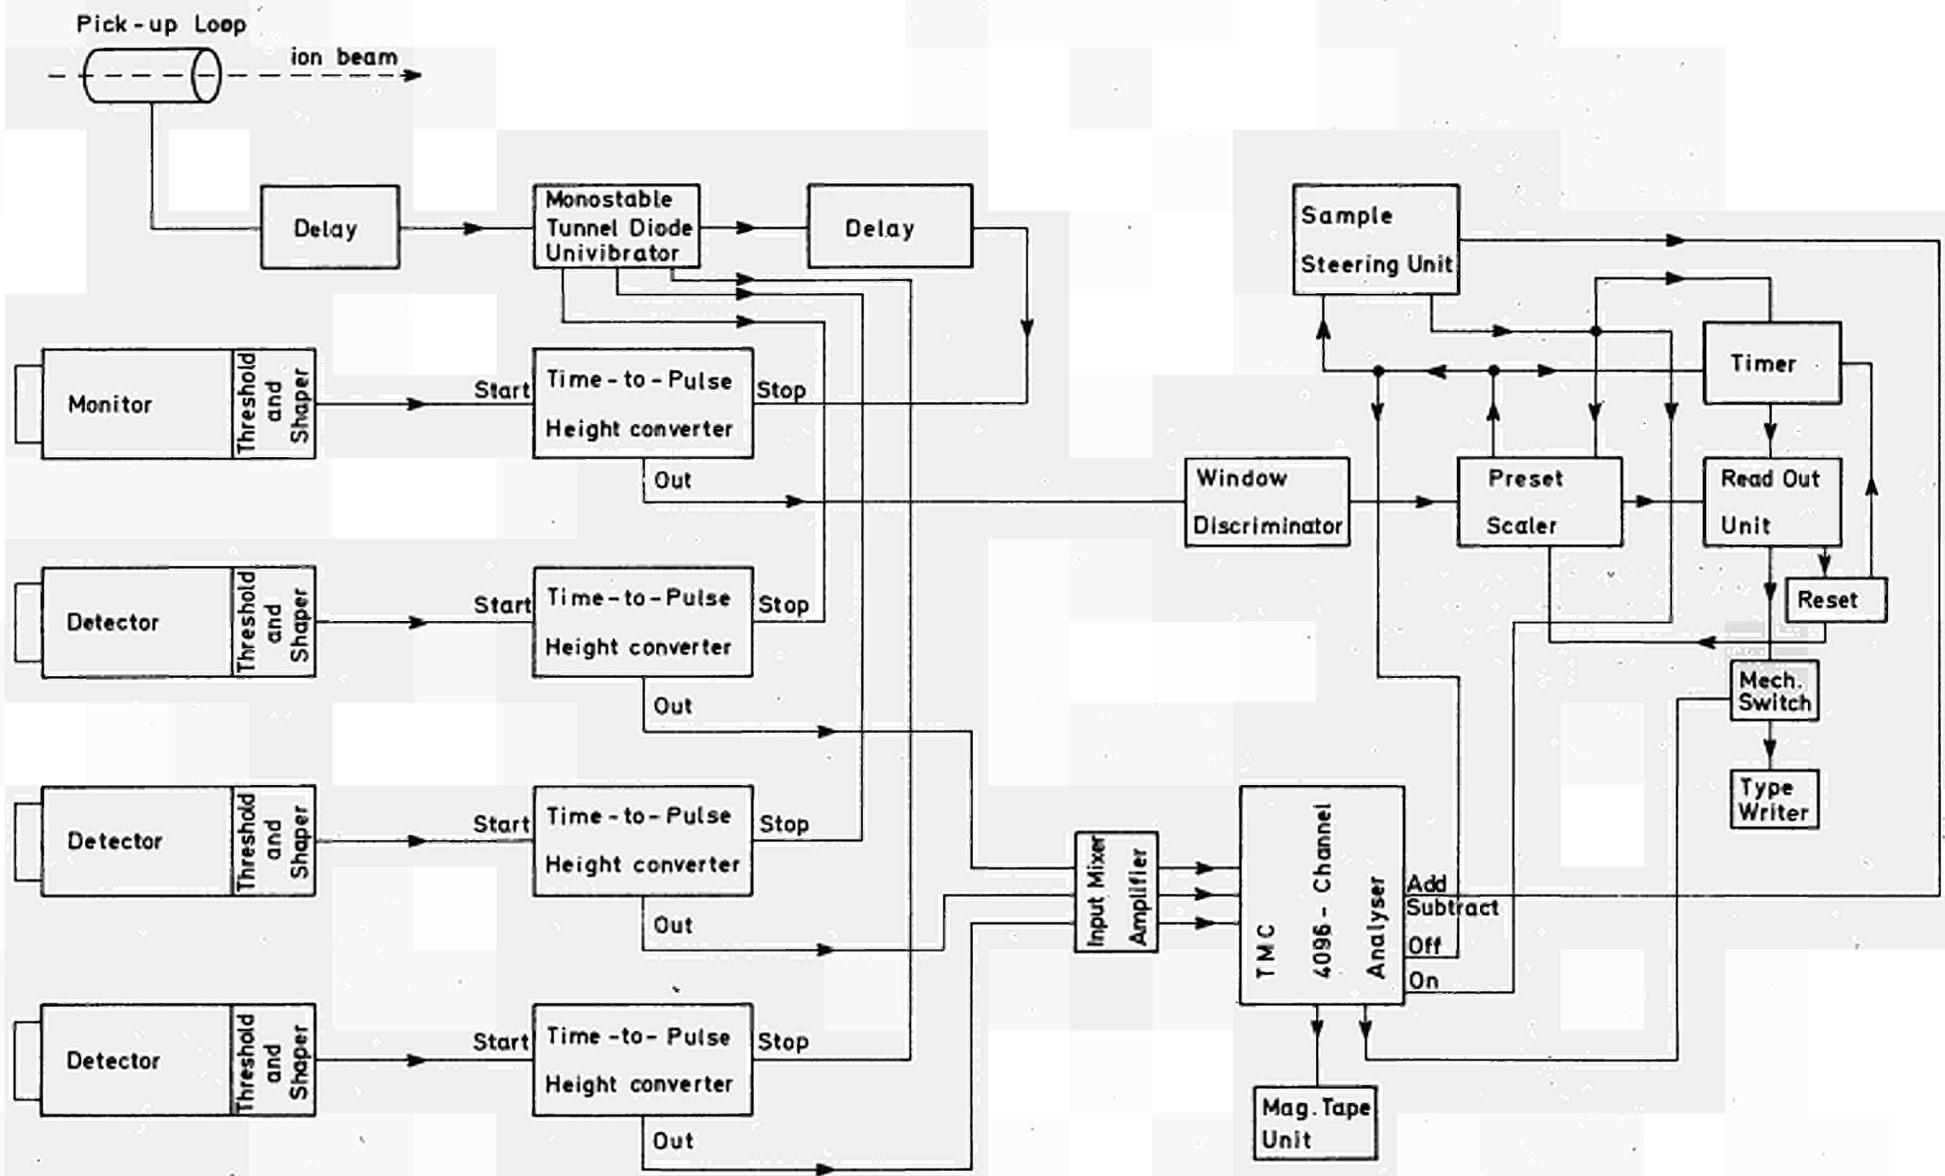 Pick-up Loop
ion beam
Delay
Monostable
Tunnel Diode
Univibrator
Delay
Sample
Steering Unit
Timer
Monitor
Threshold
and
Shaper
Start
Time-to-Pulse
Height converter
Stop
Out
Window
Discriminator
Preset
Scaler
Read Out
Unit
Reset
Detector
Threshold
and
Shaper
Start
Time-to-Pulse
Height converter
Stop
Out
Mech.
Switch
Type
Writer
Detector
Threshold
and
Shaper
Start
Time-to-Pulse
Height converter
Stop
Out
Input Mixer
Amplifier
TMC
4096-Channel
Analyser
Add
Subtract
Off
On
Detector
Threshold
and
Shaper
Start
Time-to-Pulse
Height converter
Stop
Out
Mag. Tape
Unit